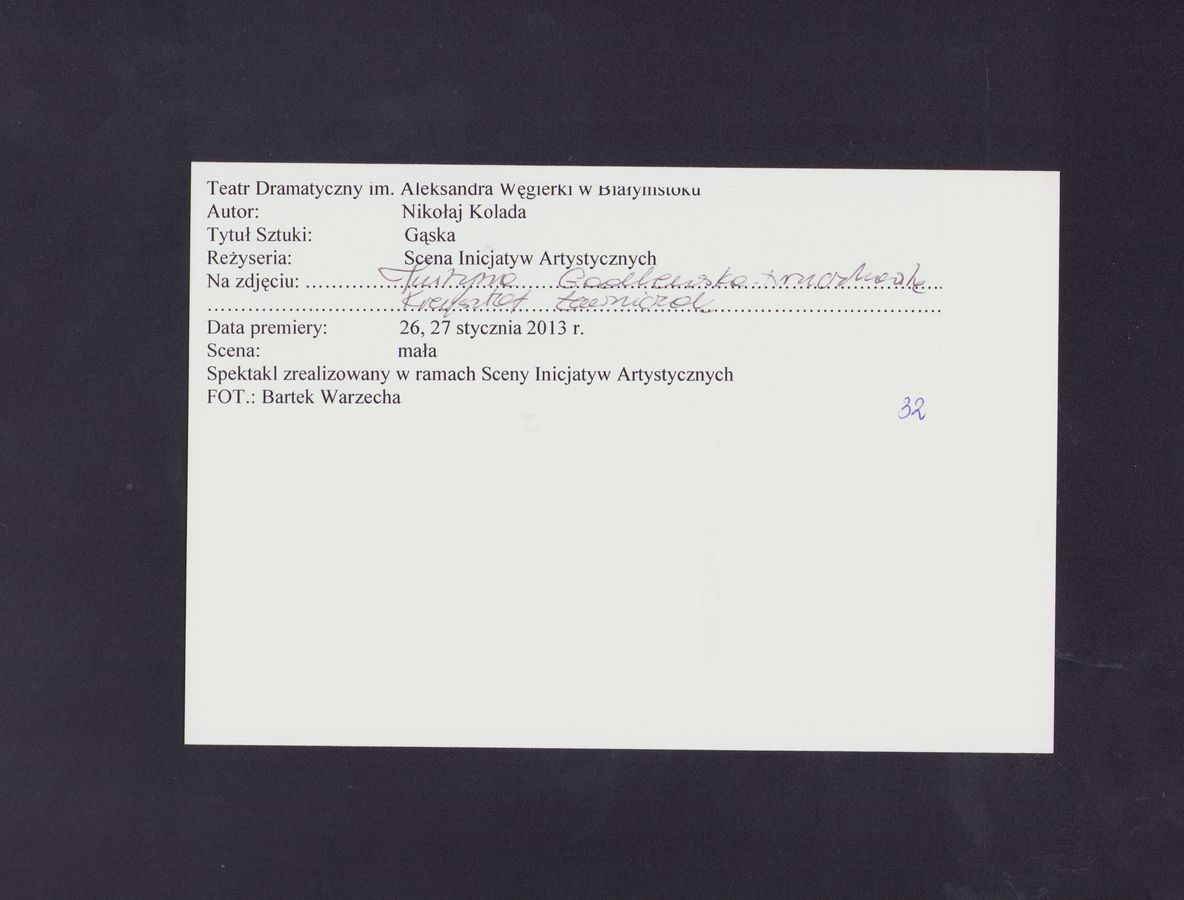 Teatr Dramatyczny im. Aleksandra Węgierki w Białymstoku
Autor: Nikołaj Kolada
Tytuł Sztuki: Gąska
Reżyseria: Scena Inicjatyw Artystycznych
Na zdjęciu: Justyna Godlewska-Kruczkowska
Krzysztof Ławniczak
Data premiery: 26, 27 stycznia 2013 r.
Scena: mała
Spektakl zrealizowany w ramach Sceny Inicjatyw Artystycznych
FOT.: Bartek Warzecha
32